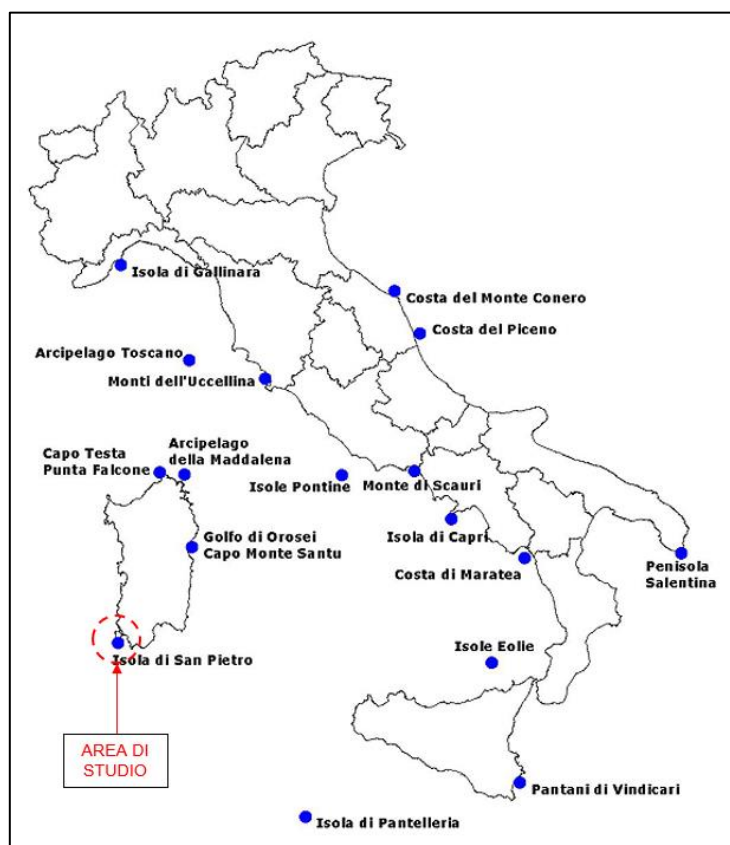 Isola di Gallinara
Costa del Monte Conero
Costa del Piceno
Arcipelago Toscano
Monti dell'Uccellina
Capo Testa
Punta Falcone
Arcipelago
della Maddalena
Isole Pontine
Monte di Scauri
Golfo di Orosei
Capo Monte Santu
Isola di Capri
Costa di Maratea
Penisola
Salentina
Isola di San Pietro
Isole Eolle
AREA DI
STUDIO
Pantani di Vindicari
Isola di Pantelleria